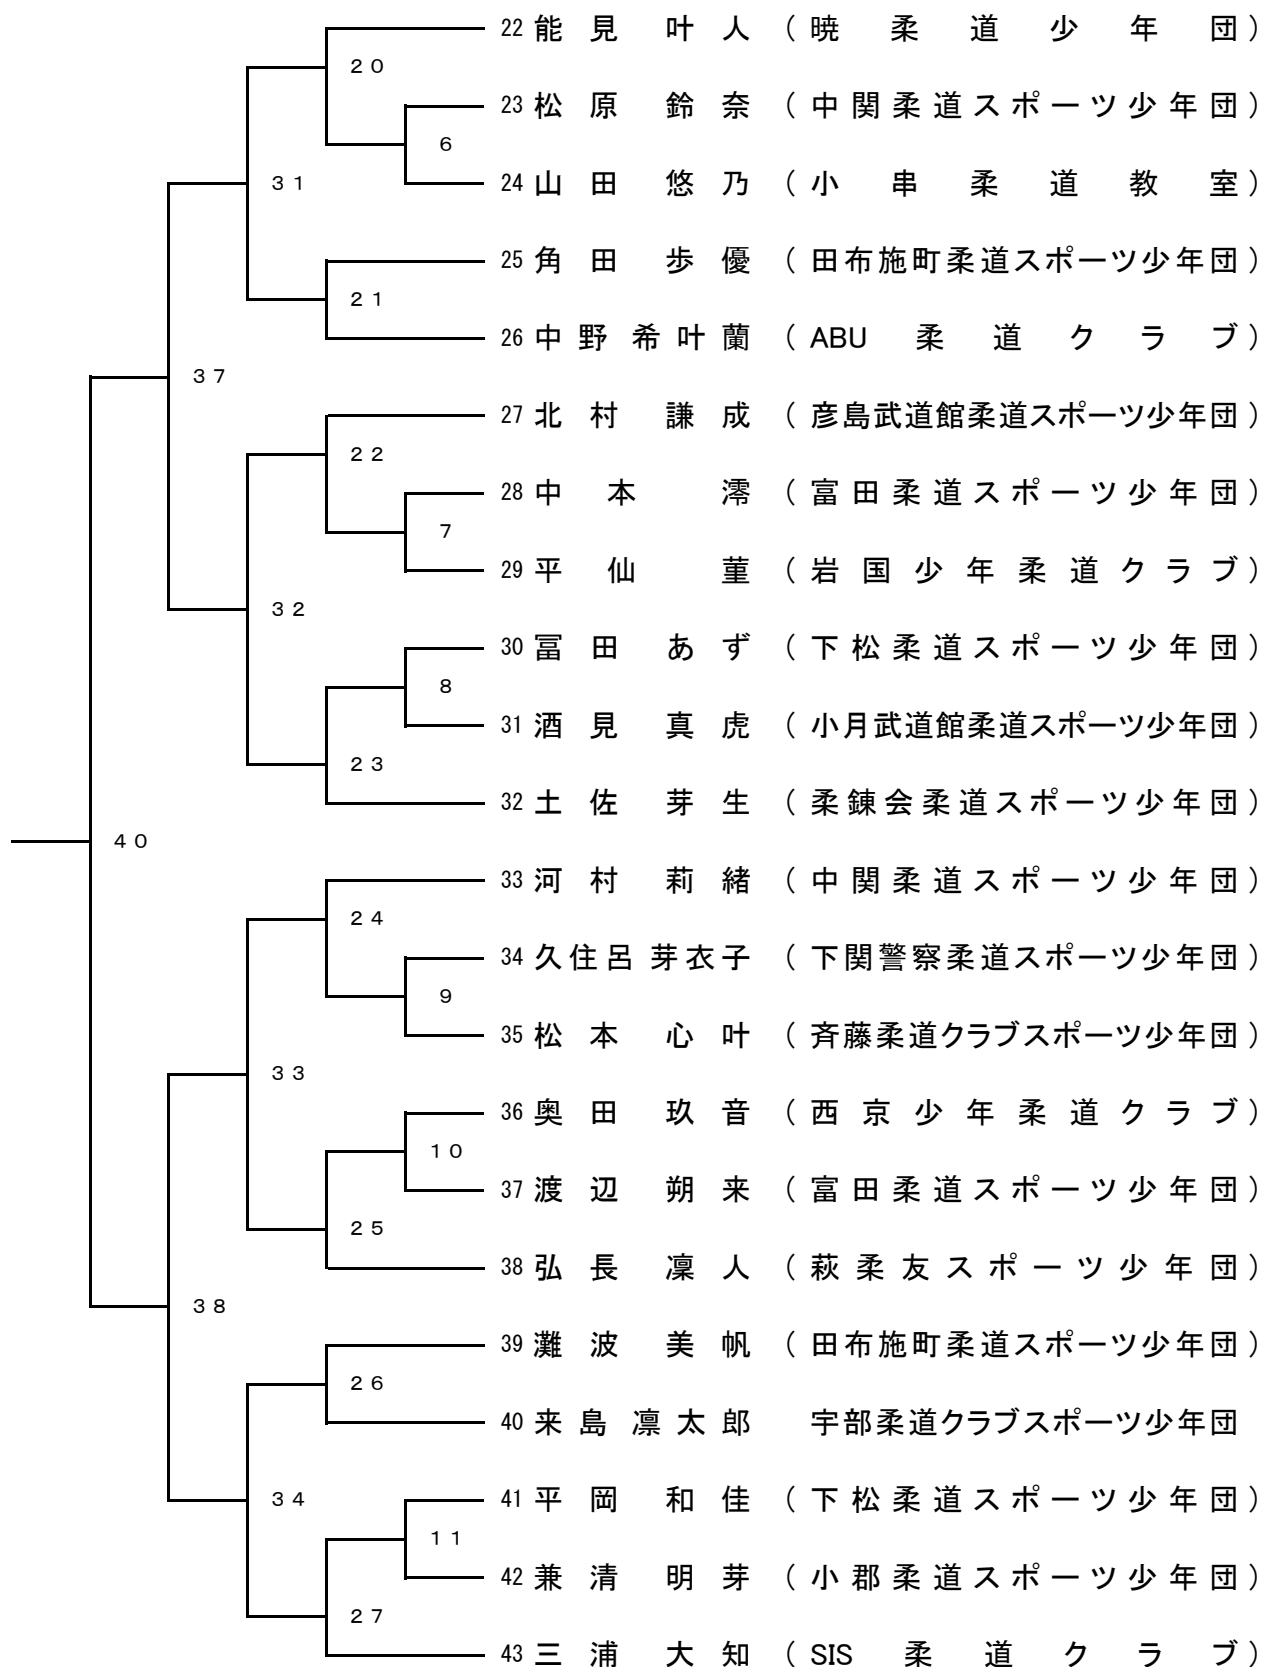 22 能見 叶人 （暁柔道少年団）
20
23 松原 鈴奈 （中関柔道スポーツ少年団）
6
24 山田 悠乃 （小串柔道教室）
31
25 角田 歩優 （田布施町柔道スポーツ少年団）
21
26 中野 希叶蘭 （ABU柔道クラブ）
37
27 北村 謙成 （彦島武道館柔道スポーツ少年団）
22
28 中本 澪 （富田柔道スポーツ少年団）
7
29 平仙 菫 （岩国少年柔道クラブ）
32
30 冨田 あず （下松柔道スポーツ少年団）
8
31 酒見 真虎 （小月武道館柔道スポーツ少年団）
23
32 土佐 芽生 （柔錬会柔道スポーツ少年団）
40
33 河村 莉緒 （中関柔道スポーツ少年団）
24
34 久住呂 芽衣子 （下関警察柔道スポーツ少年団）
9
35 松本 心叶 （斉藤柔道クラブスポーツ少年団）
33
36 奥田 玖音 （西京少年柔道クラブ）
10
37 渡辺 朔来 （富田柔道スポーツ少年団）
25
38 弘長 凜人 （萩柔友スポーツ少年団）
38
39 灘波 美帆 （田布施町柔道スポーツ少年団）
26
40 来島 凛太郎 宇部柔道クラブスポーツ少年団
34
41 平岡 和佳 （下松柔道スポーツ少年団）
11
42 兼清 明芽 （小郡柔道スポーツ少年団）
27
43 三浦 大知 （SIS柔道クラブ）